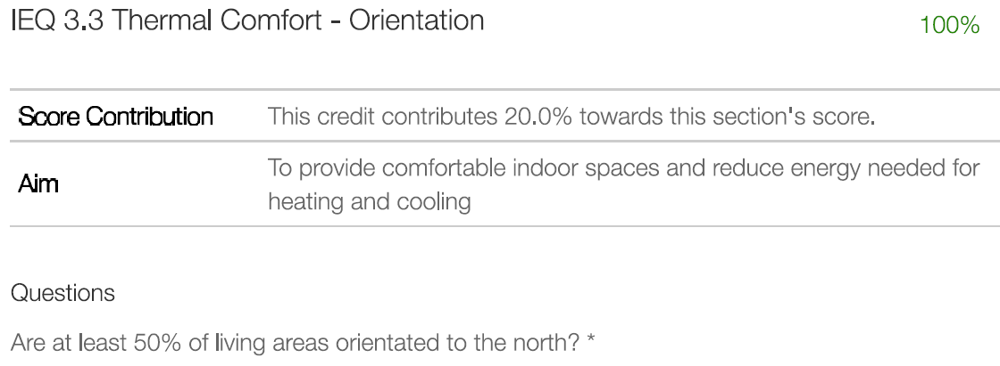 IEQ 3.3 Thermal Comfort - Orientation 100%
Score Contribution This credit contributes 20.0% towards this section's score.
Aim To provide comfortable indoor spaces and reduce energy needed for
heating and cooling
Questions
Are at least 50% of living areas orientated to the north? *